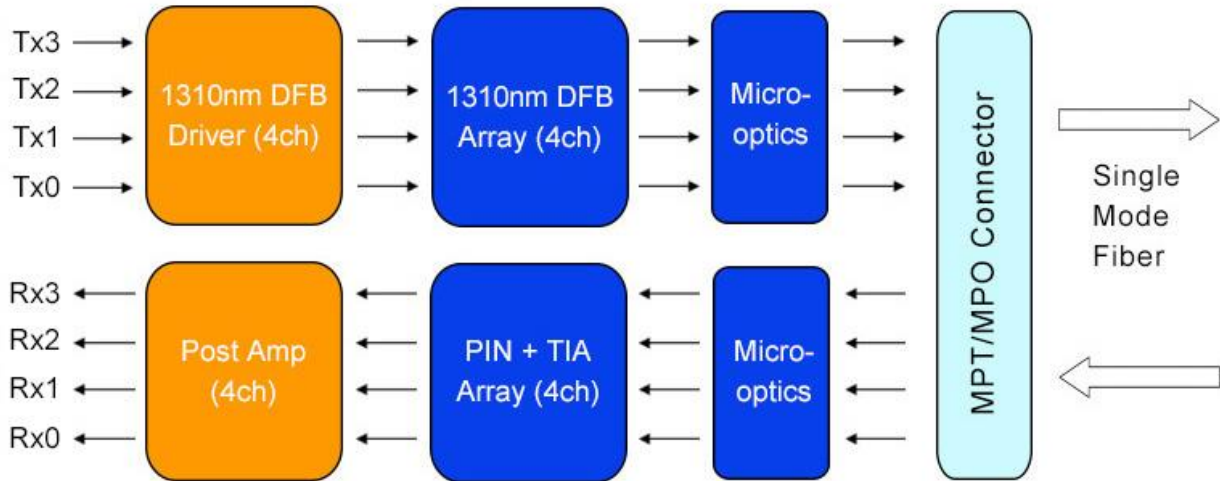 Tx3
Tx2
Tx1
Tx0
1310nm DFB
Driver (4ch)
1310nm DFB
Array (4ch)
Micro-
optics
MPT/MPO Connector
Single
Mode
Fiber
Rx3
Rx2
Rx1
Rx0
Post Amp
(4ch)
PIN + TIA
Array (4ch)
Micro-
optics